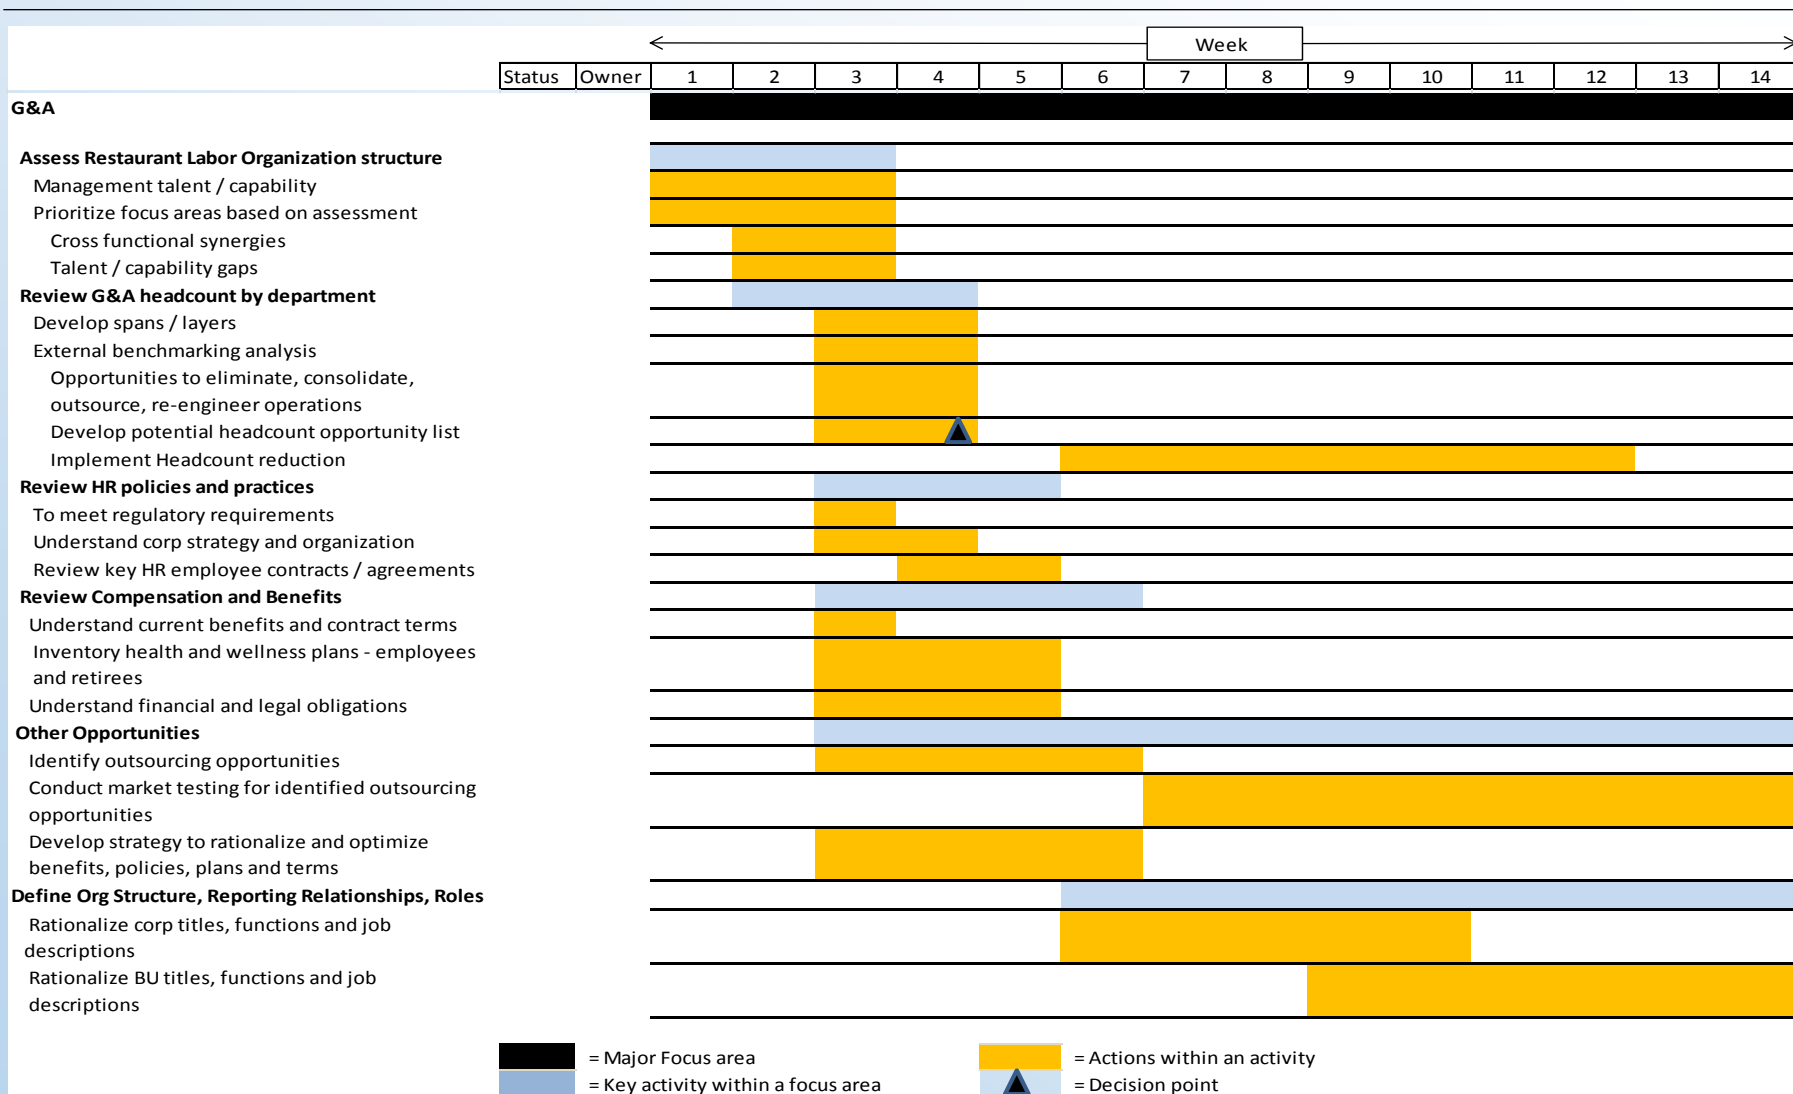 Week
Status Owner 1 2 3 4 5 6 7 8 9 10 11 12 13 14
G&A
Assess Restaurant Labor Organization structure
Management talent / capability
Prioritize focus areas based on assessment
Cross functional synergies
Talent / capability gaps
Review G&A headcount by department
Develop spans / layers
External benchmarking analysis
Opportunities to eliminate, consolidate,
outsource, re-engineer operations
Develop potential headcount opportunity list
Implement Headcount reduction
Review HR policies and practices
To meet regulatory requirements
Understand corp strategy and organization
Review key HR employee contracts / agreements
Review Compensation and Benefits
Understand current benefits and contract terms
Inventory health and wellness plans - employees
and retirees
Understand financial and legal obligations
Other Opportunities
Identify outsourcing opportunities
Conduct market testing for identified outsourcing
opportunities
Develop strategy to rationalize and optimize
benefits, policies, plans and terms
Define Org Structure, Reporting Relationships, Roles
Rationalize corp titles, functions and job
descriptions
Rationalize BU titles, functions and job
descriptions
= Major Focus area = Actions within an activity
= Key activity within a focus area = Decision point